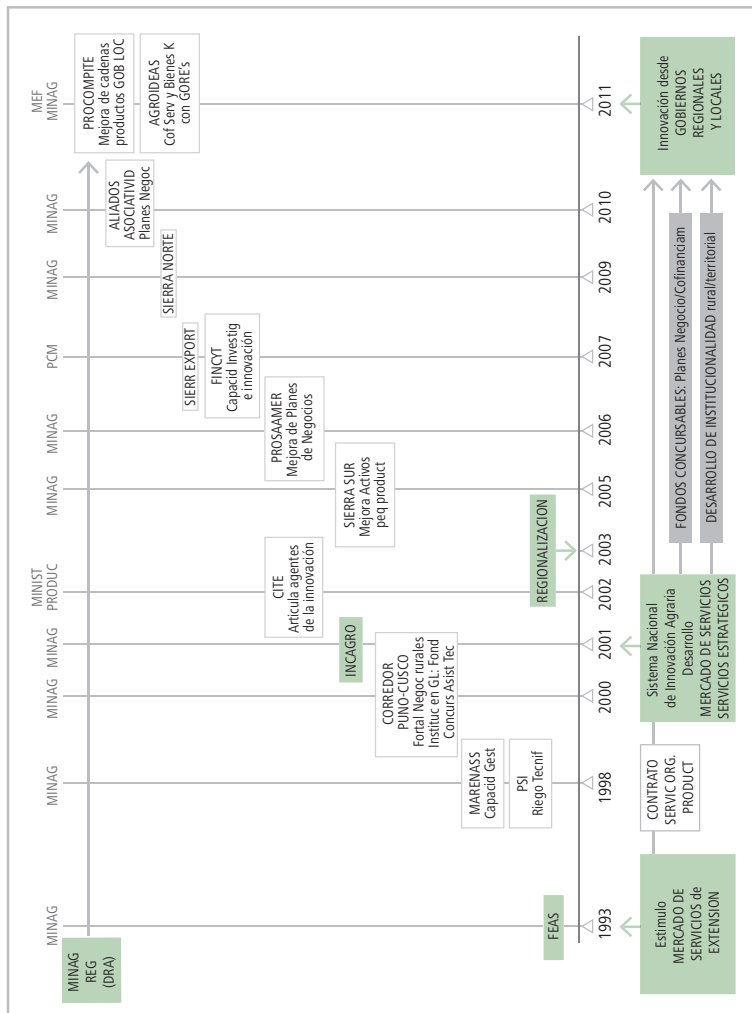 MINAG
REG
(DRA)
MINAG
MINAG
MINAG
MINAG
MINIST
PRODUC
MINAG
MINAG
PCM
MINAG
MINAG
MEF
MINAG
FEAS
MARENASS
Capacid Gest
PSI
Riego Tecnif
CORREDOR
PUNO-CUSCO
Fortal Negoc rurales
Instituc en GL: Fond
Concurs Asist Tec
INCAGRO
CITE
Articula agentes
de la innovación
REGIONALIZACION
SIERRA SUR
Mejora Activos
peq product
PROSAAMER
Mejora de Planes
de Negocios
SIERR EXPORT
FINCYT
Capacid Investig
e innovación
SIERRA NORTE
ALIADOS
ASOCIATIVID
Planes Negoc
PROCOMPITE
Mejora de cadenas
productos GOB LOC
AGROIDEAS
Cof Serv y Bienes K
con GORE's
1993
1998
2000
2001
2002
2003
2005
2006
2007
2009
2010
2011
Estímulo
MERCADO DE
SERVICIOS de
EXTENSION
CONTRATO
SERVIC ORG.
PRODUCT
Sistema Nacional
de Innovación Agraria
Desarrollo
MERCADO DE SERVICIOS
SERVICIOS ESTRATEGICOS
FONDOS CONCURSABLES: Planes Negocio/Cofinanciam
DESARROLLO DE INSTITUCIONALIDAD rural/territorial
Innovación desde
GOBIERNOS
REGIONALES
Y LOCALES